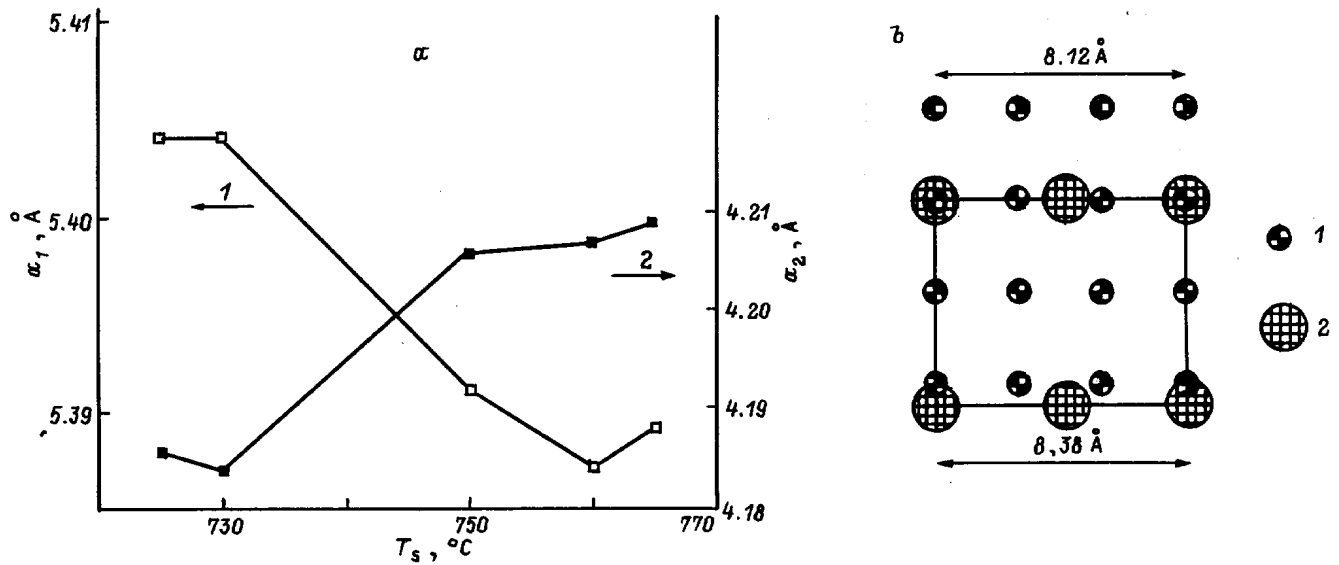 5.41
5.40
5.39
a₁, Å
a
1
2
4.21
4.20
4.19
4.18
a₂, Å
730
750
770
Tₛ, °C
b
8.12 Å
8,38 Å
1
2